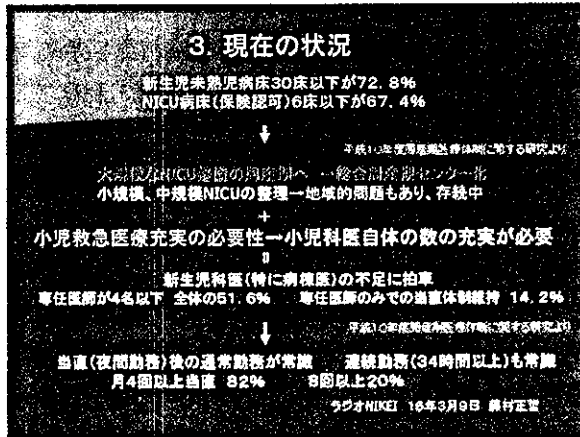 3. 現在の状況
新生児未熟児病床30床以下が72.8%
NICU病床(保険認可)6床以下が67.4%
↓
小規模、中規模NICUの整理→地域的問題もあり、存続中
+
小児救急医療充実の必要性→小児科医自体の数の充実が必要
新生児科医(特に病棟医)の不足に拍車
専任医師が4名以下 全体の51.6% 専任医師のみでの当直体制維持 14.2%
↓
当直(夜間勤務)後の通常勤務が常識 連続勤務(34時間以上)も常識
月4回以上当直 82% 8回以上20%
ラジオNIKEI 16年3月9日